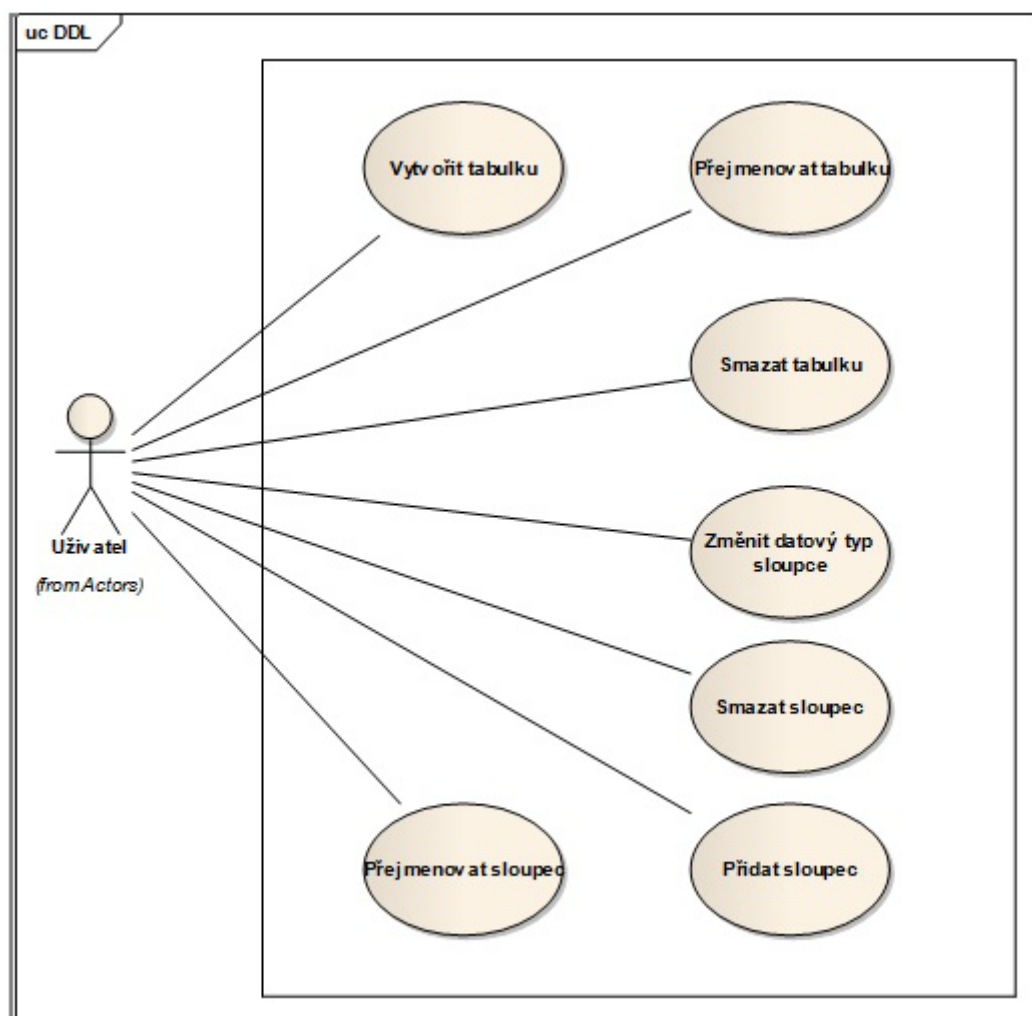 uc DDL
Vytvořit tabulku
Přejmenovat tabulku
Smazat tabulku
Uživatel
(from Actors)
Změnit datový typ
sloupce
Smazat sloupec
Přejmenovat sloupec
Přidat sloupec